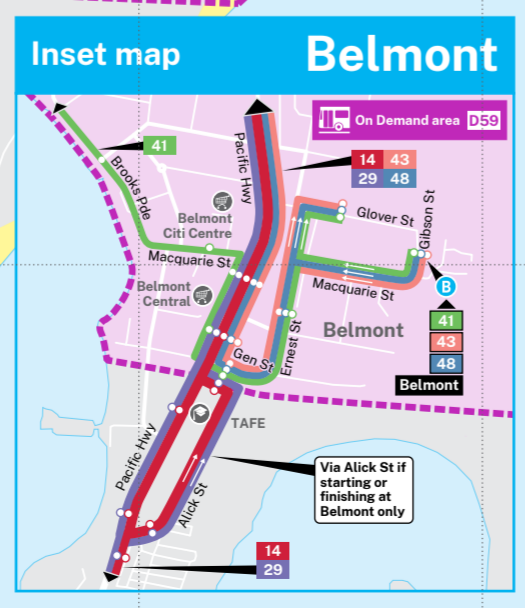 Inset map
Belmont
On Demand area D59
41
14 43
29 48
Pacific Hwy
Brooks Pde
Belmont
Citi Centre
Macquarie St
Glover St
Gibson St
Belmont
Central
Macquarie St
B
41
43
48
Belmont
Belmont
Gen St
Ernest St
TAFE
Pacific Hwy
Alick St
Via Alick St if
starting or
finishing at
Belmont only
14
29